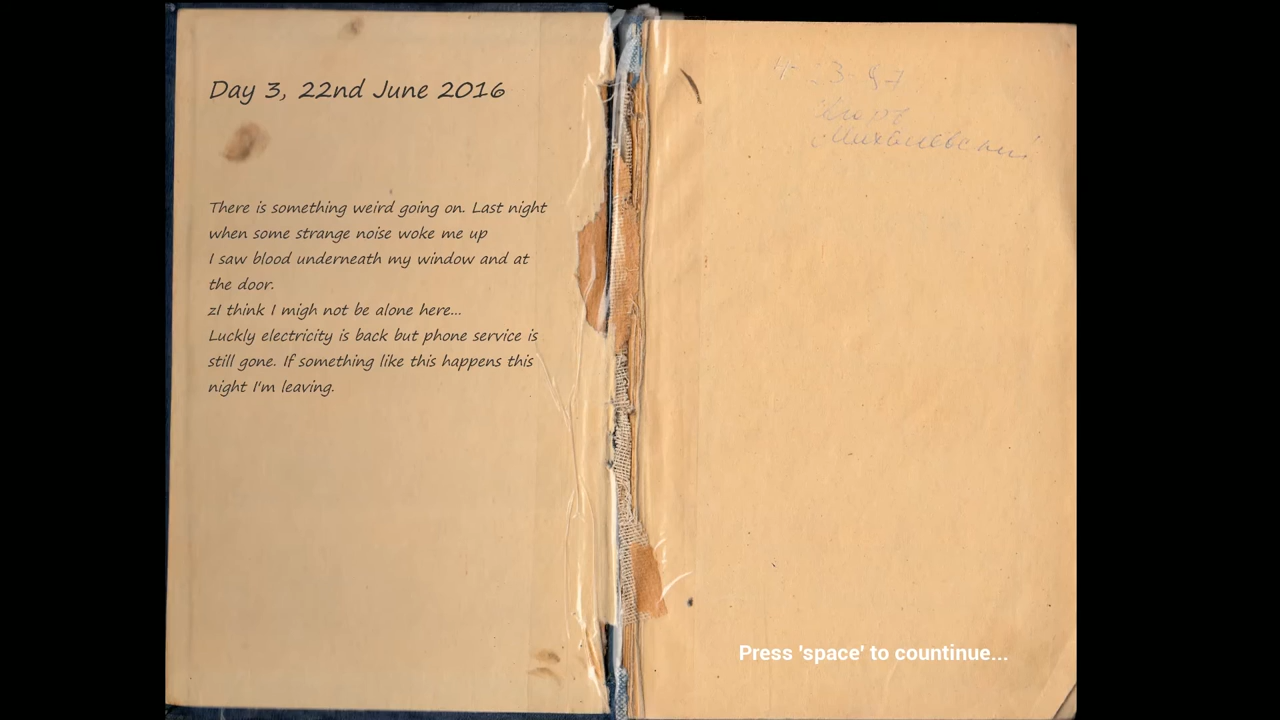 Day 3, 22nd June 2016
There is something weird going on. Last night
when some strange noise woke me up
I saw blood underneath my window and at
the door.
zI think I migh not be alone here...
Luckly electricity is back but phone service is
still gone. If something like this happens this
night I'm leaving.
Press 'space' to countinue...